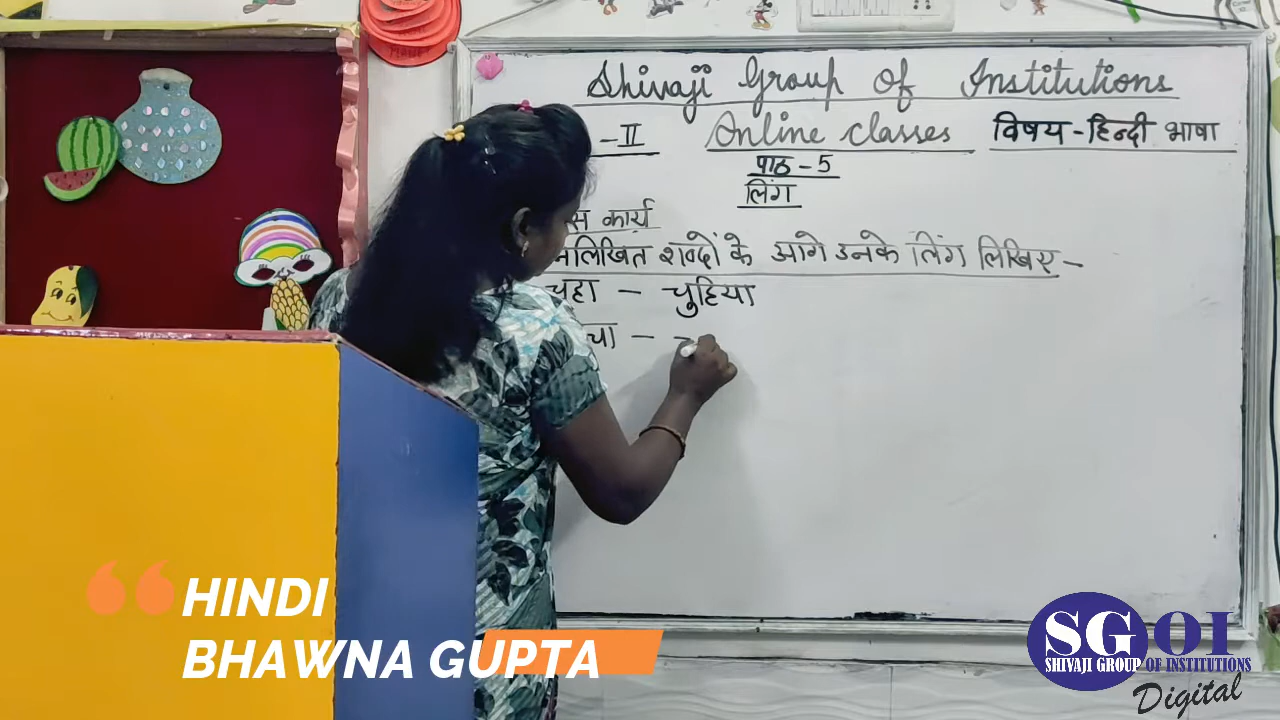 Shivaji Group of Institutions
-II Online classes विषय-हिन्दी भाषा
पाठ-5
लिंग
कार्य
शब्दों के आगे उनके लिंग लिखिए -
- चुहिया
HINDI
BHAWNA GUPTA
SGOI
SHIVAJI GROUP OF INSTITUTIONS
Digital